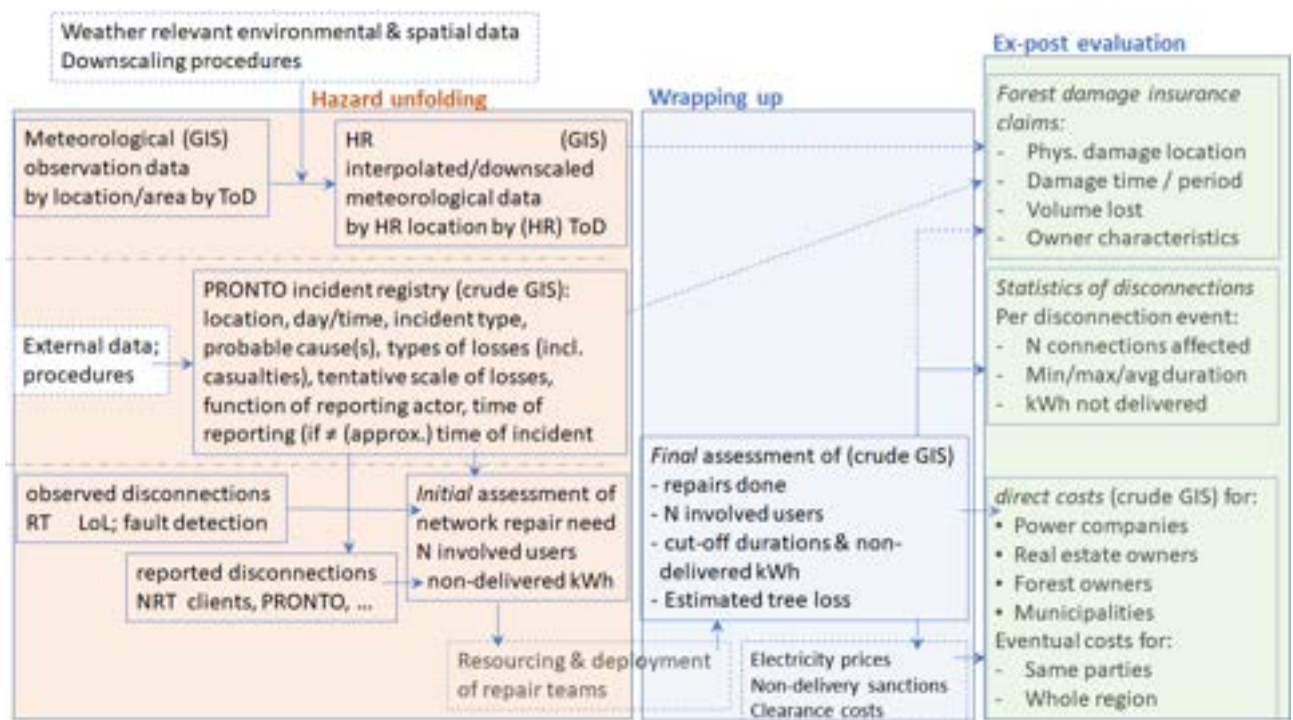 Weather relevant environmental & spatial data
Downscaling procedures
Hazard unfolding
Wrapping up
Ex-post evaluation
Meteorological (GIS)
observation data
by location/area by ToD
HR (GIS)
interpolated/downscaled
meteorological data
by HR location by (HR) ToD
Forest damage insurance
claims:
- Phys. damage location
- Damage time / period
- Volume lost
- Owner characteristics
External data;
procedures
PRONTO incident registry (crude GIS):
location, day/time, incident type,
probable cause(s), types of losses (incl.
casualties), tentative scale of losses,
function of reporting actor, time of
reporting (if ≠ (approx.) time of incident
Statistics of disconnections
Per disconnection event:
- N connections affected
- Min/max/avg duration
- kWh not delivered
observed disconnections
RT LoL; fault detection
reported disconnections
NRT clients, PRONTO, ...
Initial assessment of
network repair need
N involved users
non-delivered kWh
Resourcing & deployment
of repair teams
Final assessment of (crude GIS)
- repairs done
- N involved users
- cut-off durations & non-
delivered kWh
- Estimated tree loss
Electricity prices
Non-delivery sanctions
Clearance costs
direct costs (crude GIS) for:
• Power companies
• Real estate owners
• Forest owners
• Municipalities
Eventual costs for:
- Same parties
- Whole region